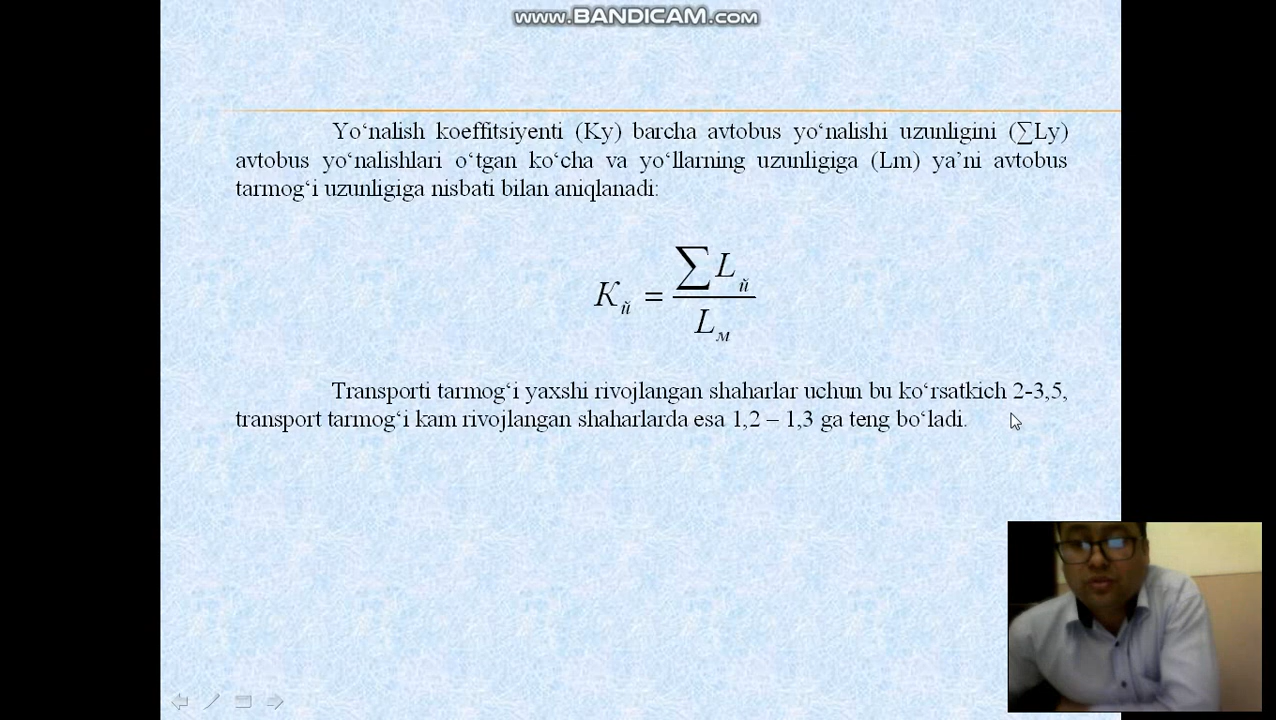 www.BANDICAM.com
Yo‘nalish koeffitsiyenti (Ky) barcha avtobus yo‘nalishi uzunligini (∑Ly)
avtobus yo‘nalishlari o‘tgan ko‘cha va yo‘llarning uzunligiga (Lm) ya’ni avtobus
tarmog‘i uzunligiga nisbati bilan aniqlanadi:
K й = ∑ L й / L м
Transporti tarmog‘i yaxshi rivojlangan shaharlar uchun bu ko‘rsatkich 2-3,5,
transport tarmog‘i kam rivojlangan shaharlarda esa 1,2 – 1,3 ga teng bo‘ladi.